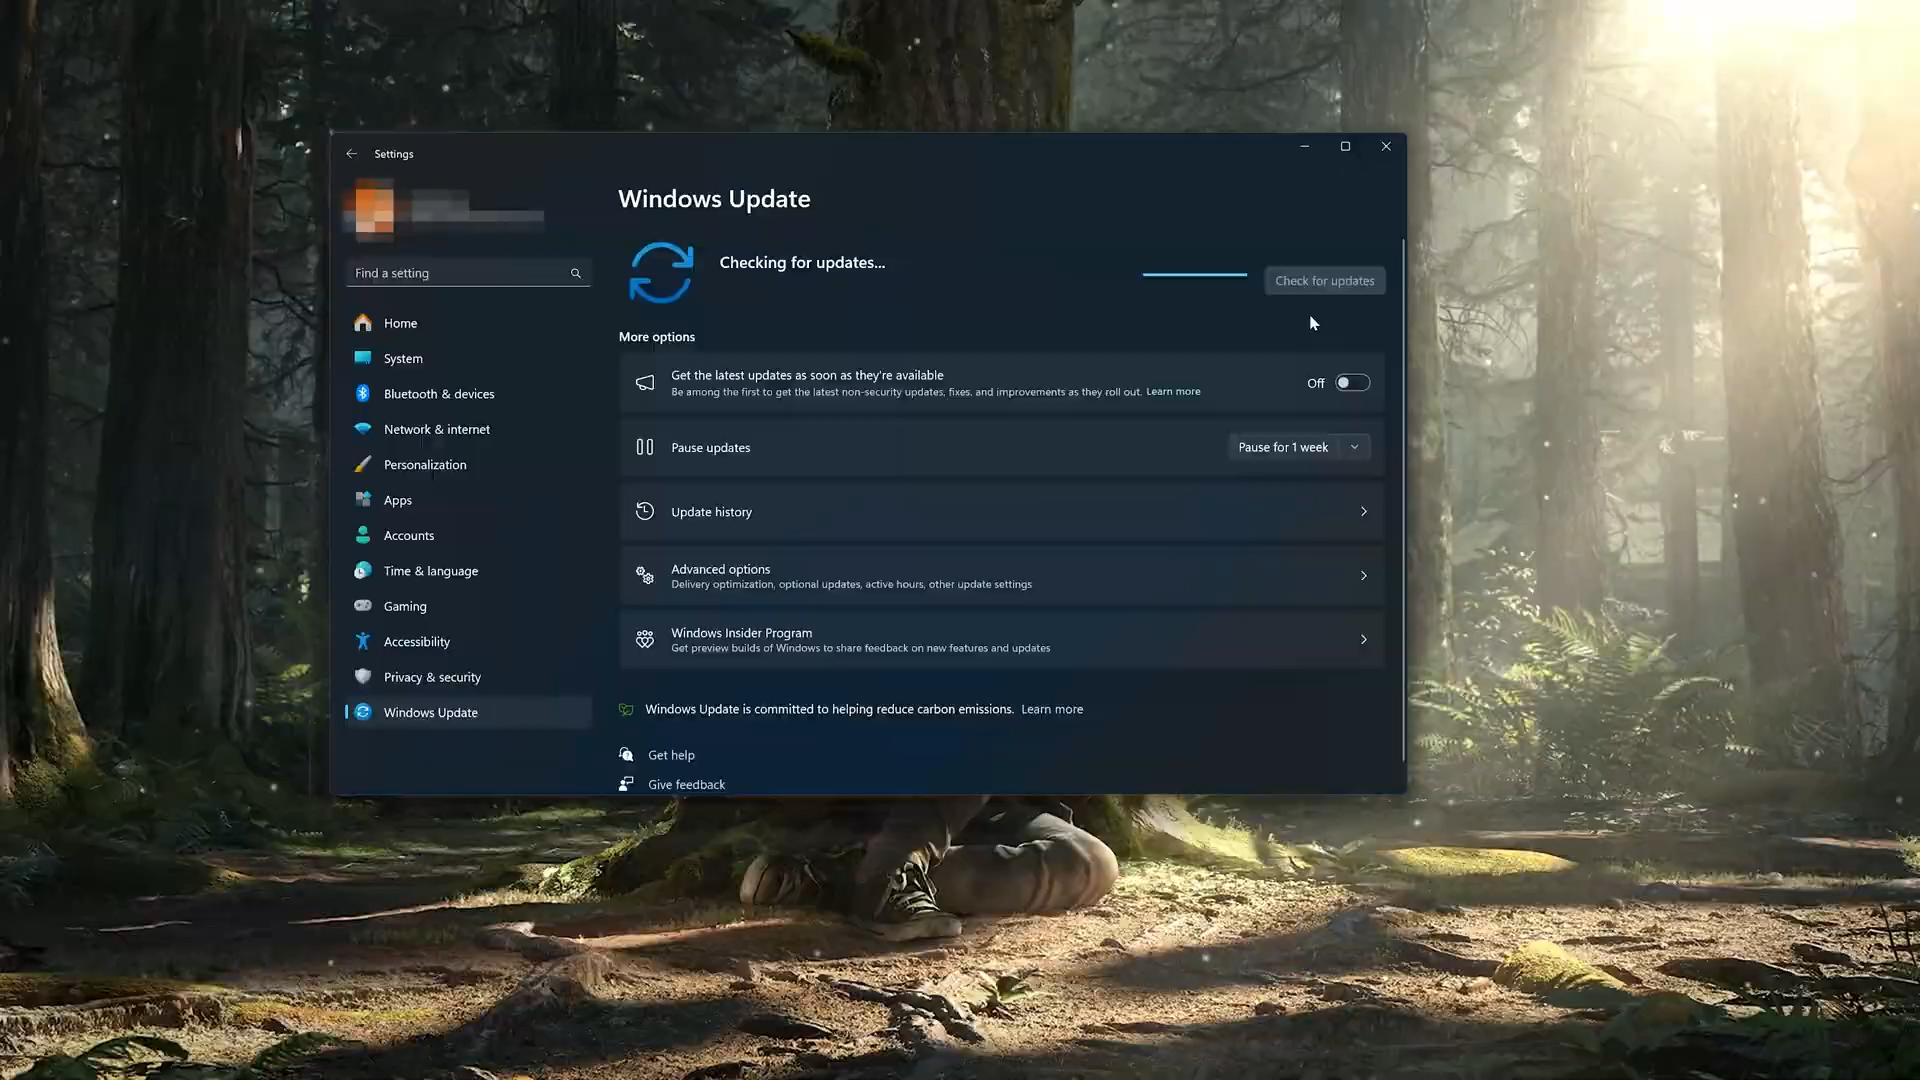 Settings
Find a setting
Home
System
Bluetooth & devices
Network & internet
Personalization
Apps
Accounts
Time & language
Gaming
Accessibility
Privacy & security
Windows Update
Windows Update
Checking for updates...
Check for updates
More options
Get the latest updates as soon as they're available
Be among the first to get the latest non-security updates, fixes, and improvements as they roll out. Learn more
Off
Pause updates
Pause for 1 week
Update history
Advanced options
Delivery optimization, optional updates, active hours, other update settings
Windows Insider Program
Get preview builds of Windows to share feedback on new features and updates
Windows Update is committed to helping reduce carbon emissions. Learn more
Get help
Give feedback